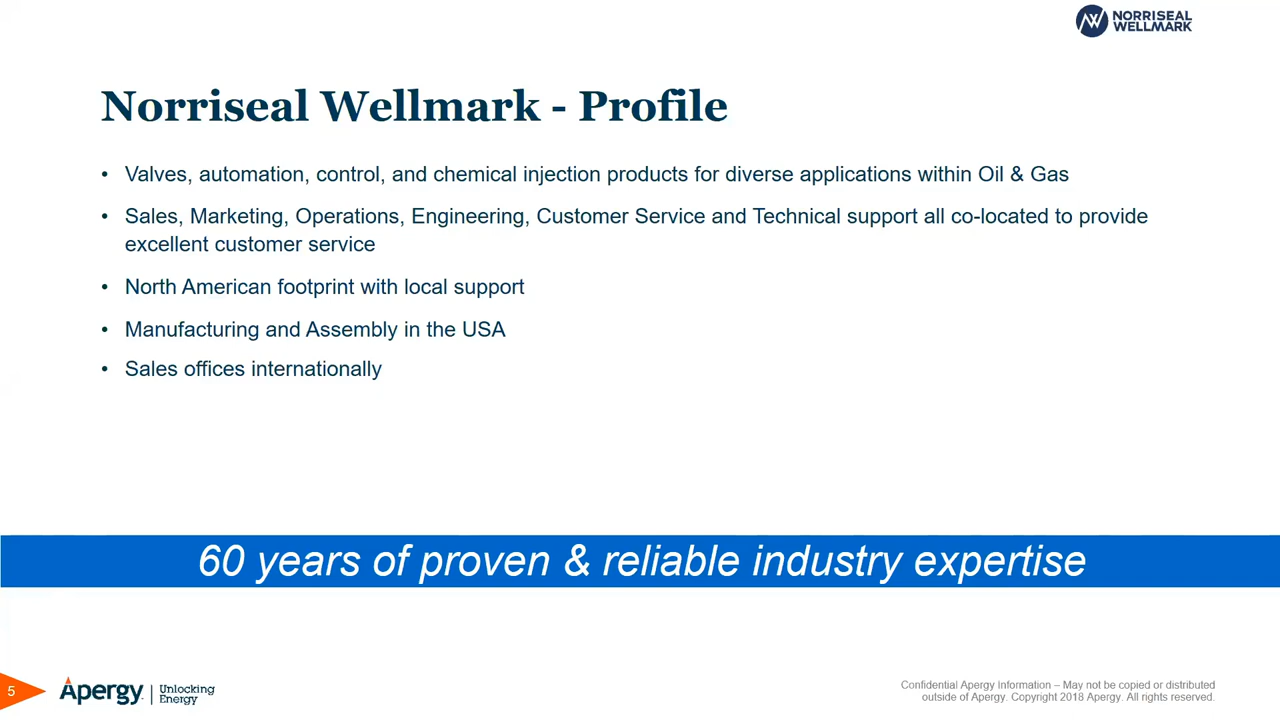 NORRISEAL
WELLMARK
Norriseal Wellmark - Profile
• Valves, automation, control, and chemical injection products for diverse applications within Oil & Gas
• Sales, Marketing, Operations, Engineering, Customer Service and Technical support all co-located to provide
excellent customer service
• North American footprint with local support
• Manufacturing and Assembly in the USA
• Sales offices internationally
60 years of proven & reliable industry expertise
5
Apergy | Unlocking
Energy
Confidential Apergy Information – May not be copied or distributed
outside of Apergy. Copyright 2018 Apergy. All rights reserved.